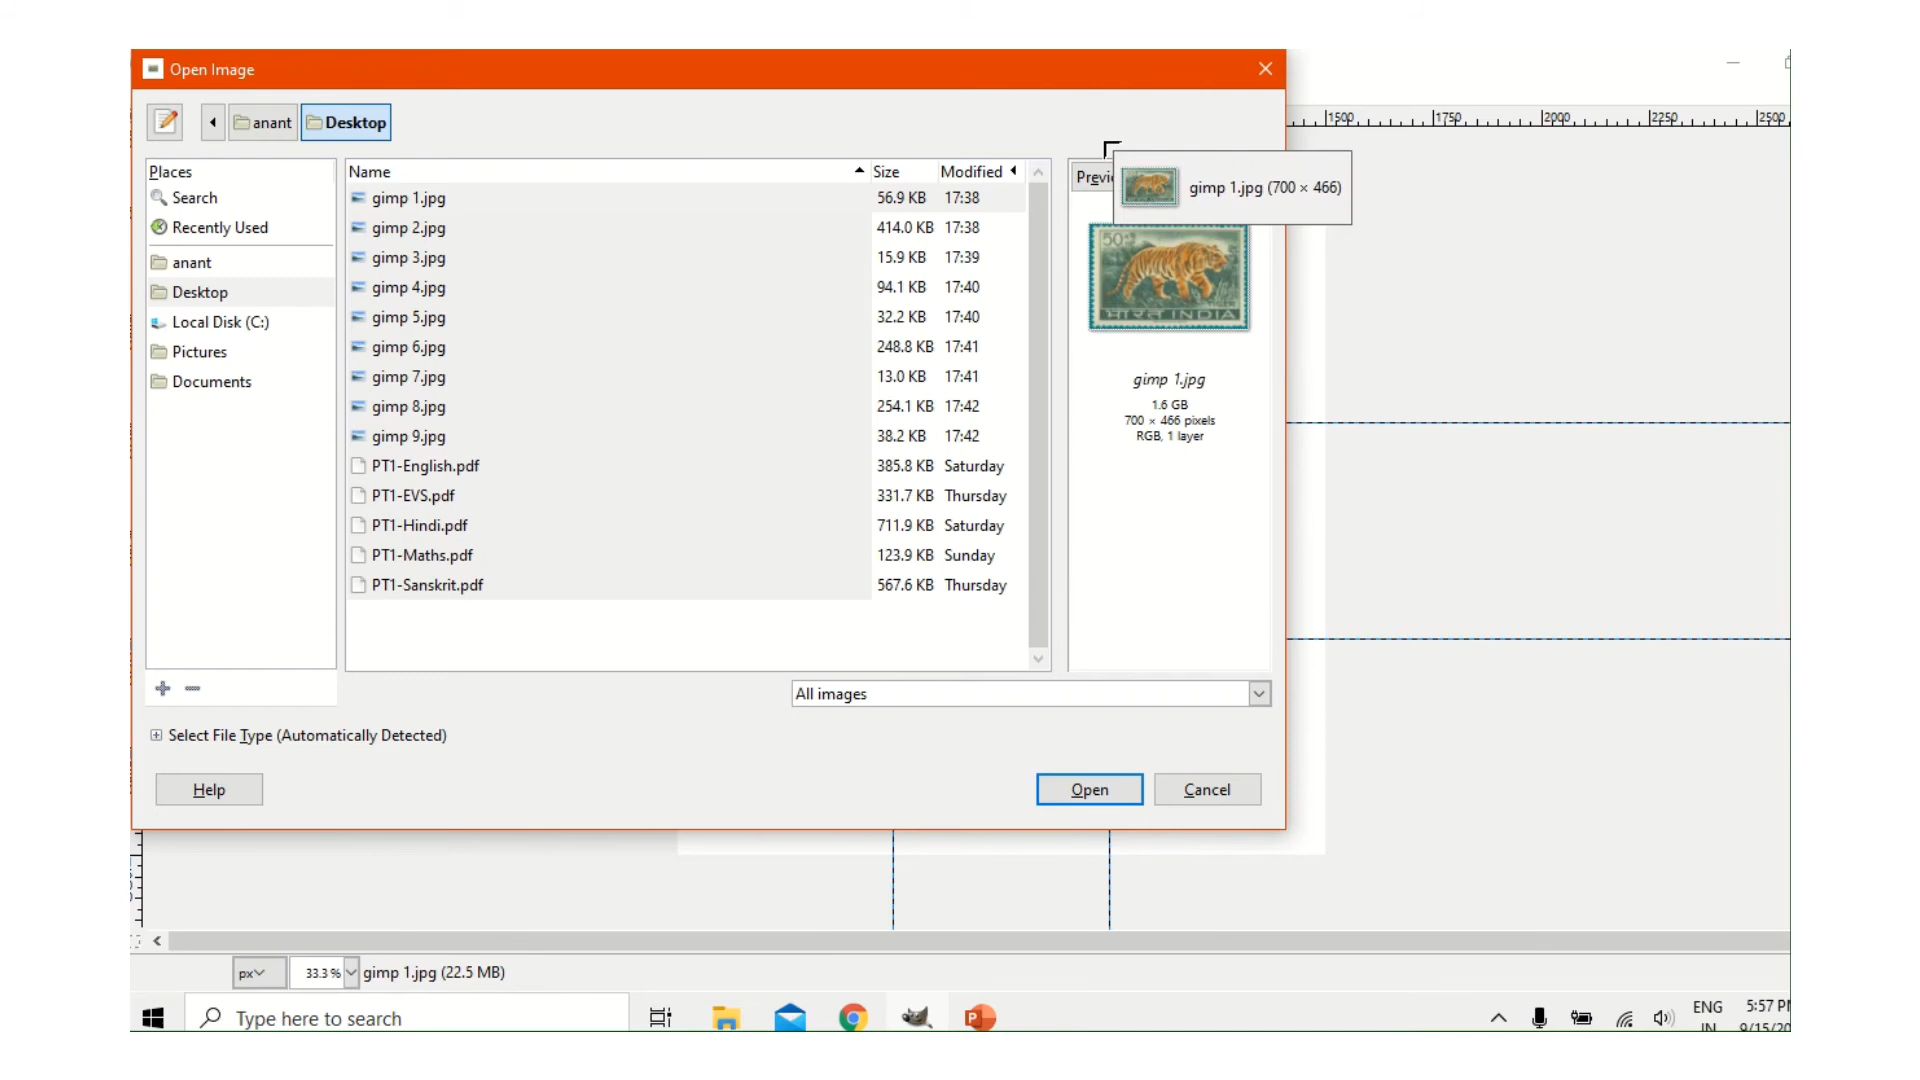 Open Image
anant
Desktop
1500 1750 2000 2250 2500
Places
Search
Recently Used
anant
Desktop
Local Disk (C:)
Pictures
Documents
Name Size Modified
gimp 1.jpg 56.9 KB 17:38
gimp 2.jpg 414.0 KB 17:38
gimp 3.jpg 15.9 KB 17:39
gimp 4.jpg 94.1 KB 17:40
gimp 5.jpg 32.2 KB 17:40
gimp 6.jpg 248.8 KB 17:41
gimp 7.jpg 13.0 KB 17:41
gimp 8.jpg 254.1 KB 17:42
gimp 9.jpg 38.2 KB 17:42
PT1-English.pdf 385.8 KB Saturday
PT1-EVS.pdf 331.7 KB Thursday
PT1-Hindi.pdf 711.9 KB Saturday
PT1-Maths.pdf 123.9 KB Sunday
PT1-Sanskrit.pdf 567.6 KB Thursday
Previ
gimp 1.jpg (700 × 466)
50
भारत INDIA
gimp 1.jpg
1.6 GB
700 × 466 pixels
RGB, 1 layer
All images
Select File Type (Automatically Detected)
Help
Open
Cancel
px
33.3 %
gimp 1.jpg (22.5 MB)
Type here to search
ENG
IN
5:57 P
9/15/20